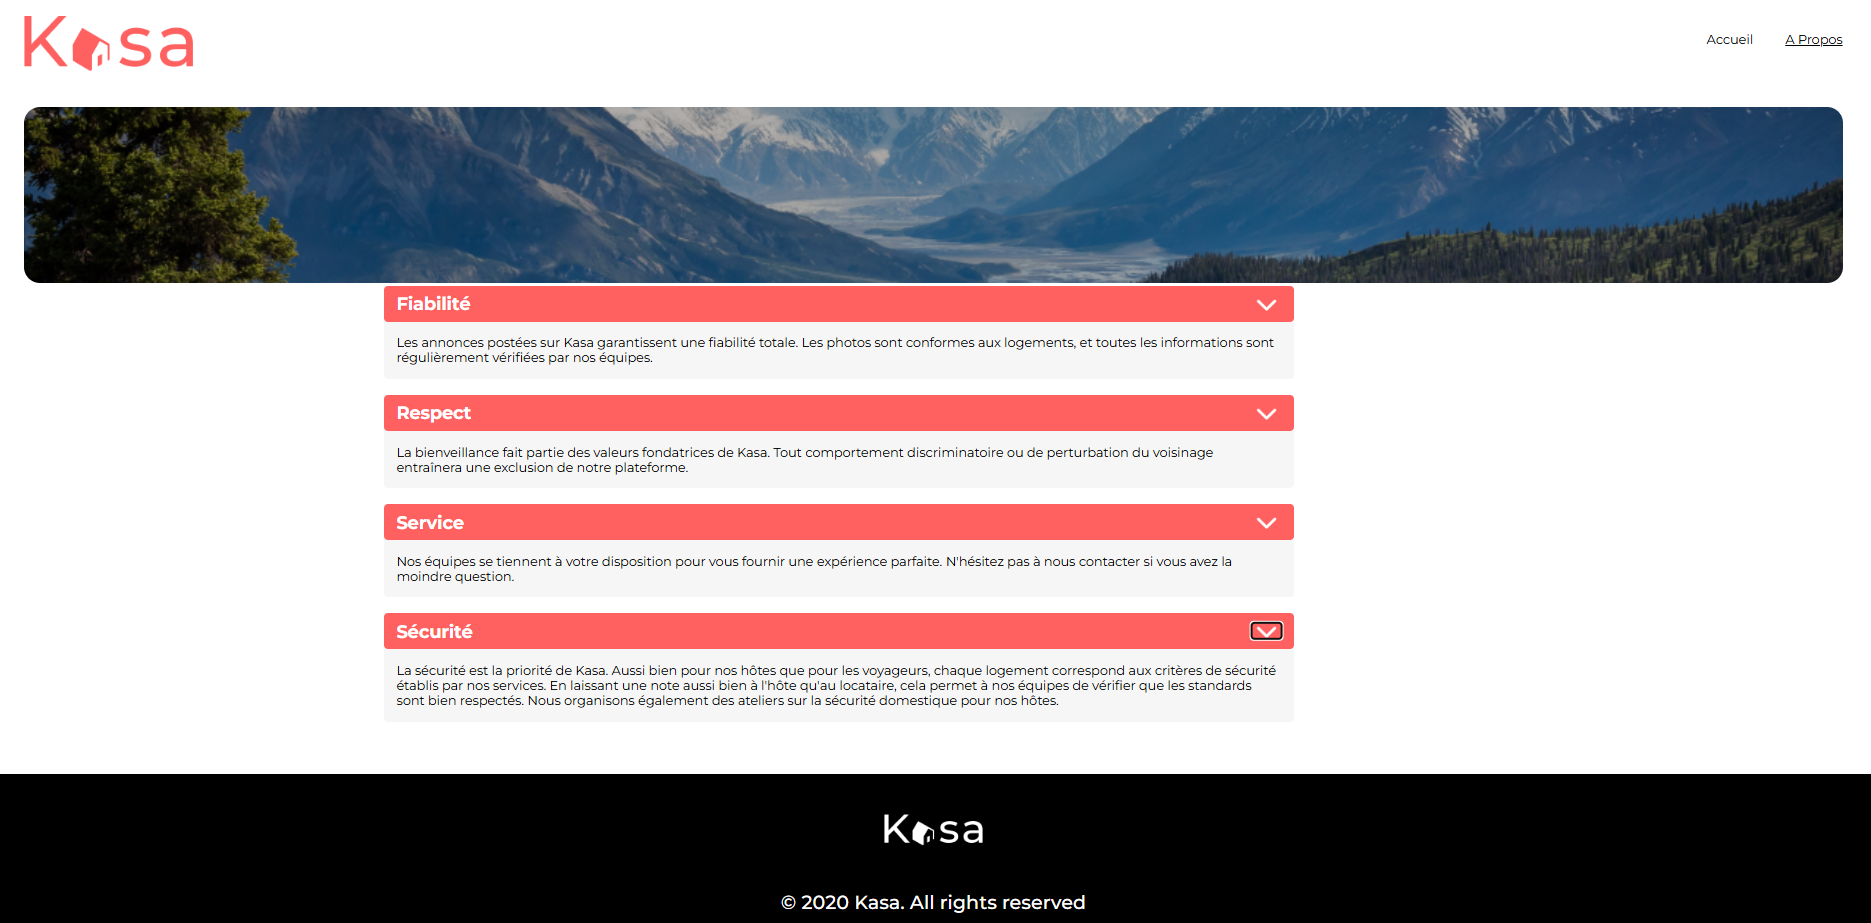 Kasa
Accueil
A Propos
Fiabilité
Les annonces postées sur Kasa garantissent une fiabilité totale. Les photos sont conformes aux logements, et toutes les informations sont
régulièrement vérifiées par nos équipes.
Respect
La bienveillance fait partie des valeurs fondatrices de Kasa. Tout comportement discriminatoire ou de perturbation du voisinage
entraînera une exclusion de notre plateforme.
Service
Nos équipes se tiennent à votre disposition pour vous fournir une expérience parfaite. N'hésitez pas à nous contacter si vous avez la
moindre question.
Sécurité
La sécurité est la priorité de Kasa. Aussi bien pour nos hôtes que pour les voyageurs, chaque logement correspond aux critères de sécurité
établis par nos services. En laissant une note aussi bien à l'hôte qu'au locataire, cela permet à nos équipes de vérifier que les standards
sont bien respectés. Nous organisons également des ateliers sur la sécurité domestique pour nos hôtes.
Kasa
© 2020 Kasa. All rights reserved